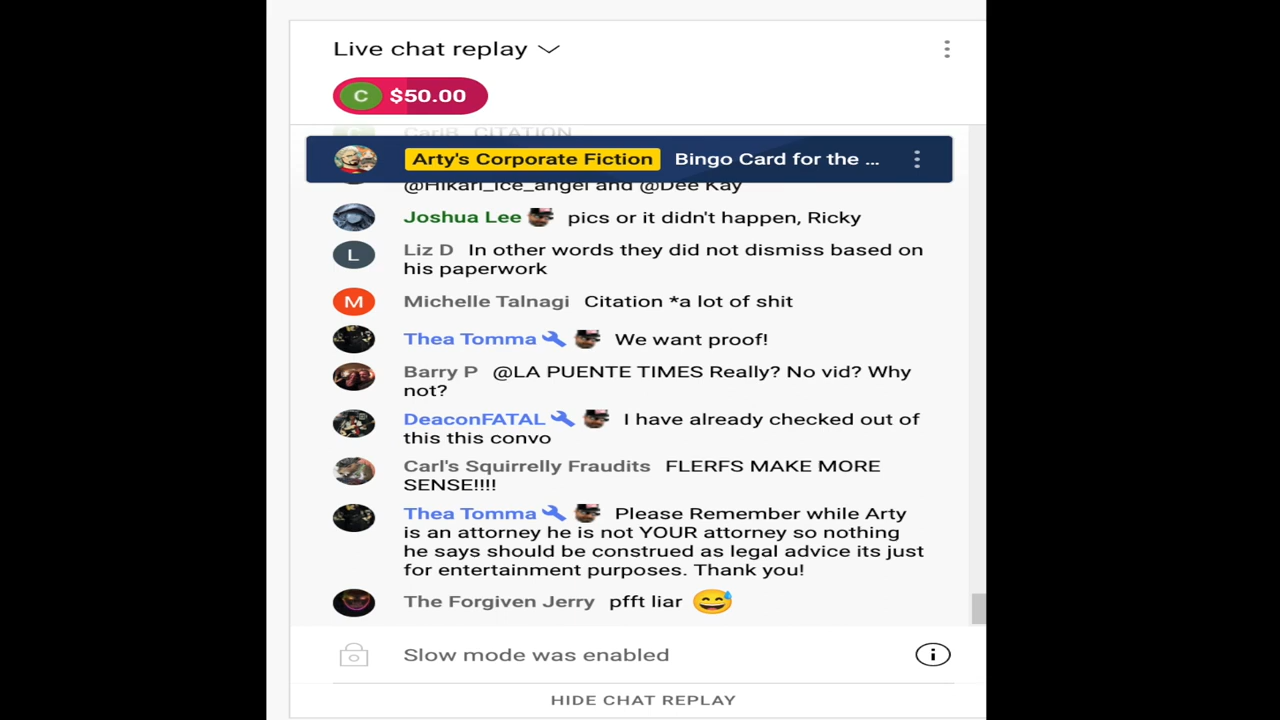 Live chat replay
C $50.00
CarlB CITATION
Arty's Corporate Fiction Bingo Card for the ...
@Hikari_ice_angel and @Dee Kay
Joshua Lee pics or it didn't happen, Ricky
Liz D In other words they did not dismiss based on
L
his paperwork
M Michelle Talnagi Citation *a lot of shit
Thea Tomma We want proof!
Barry P @LA PUENTE TIMES Really? No vid? Why
not?
DeaconFATAL I have already checked out of
this this convo
Carl's Squirrelly Fraudits FLERFS MAKE MORE
SENSE!!!!
Thea Tomma Please Remember while Arty
is an attorney he is not YOUR attorney so nothing
he says should be construed as legal advice its just
for entertainment purposes. Thank you!
The Forgiven Jerry pfft liar 😅
Slow mode was enabled
HIDE CHAT REPLAY